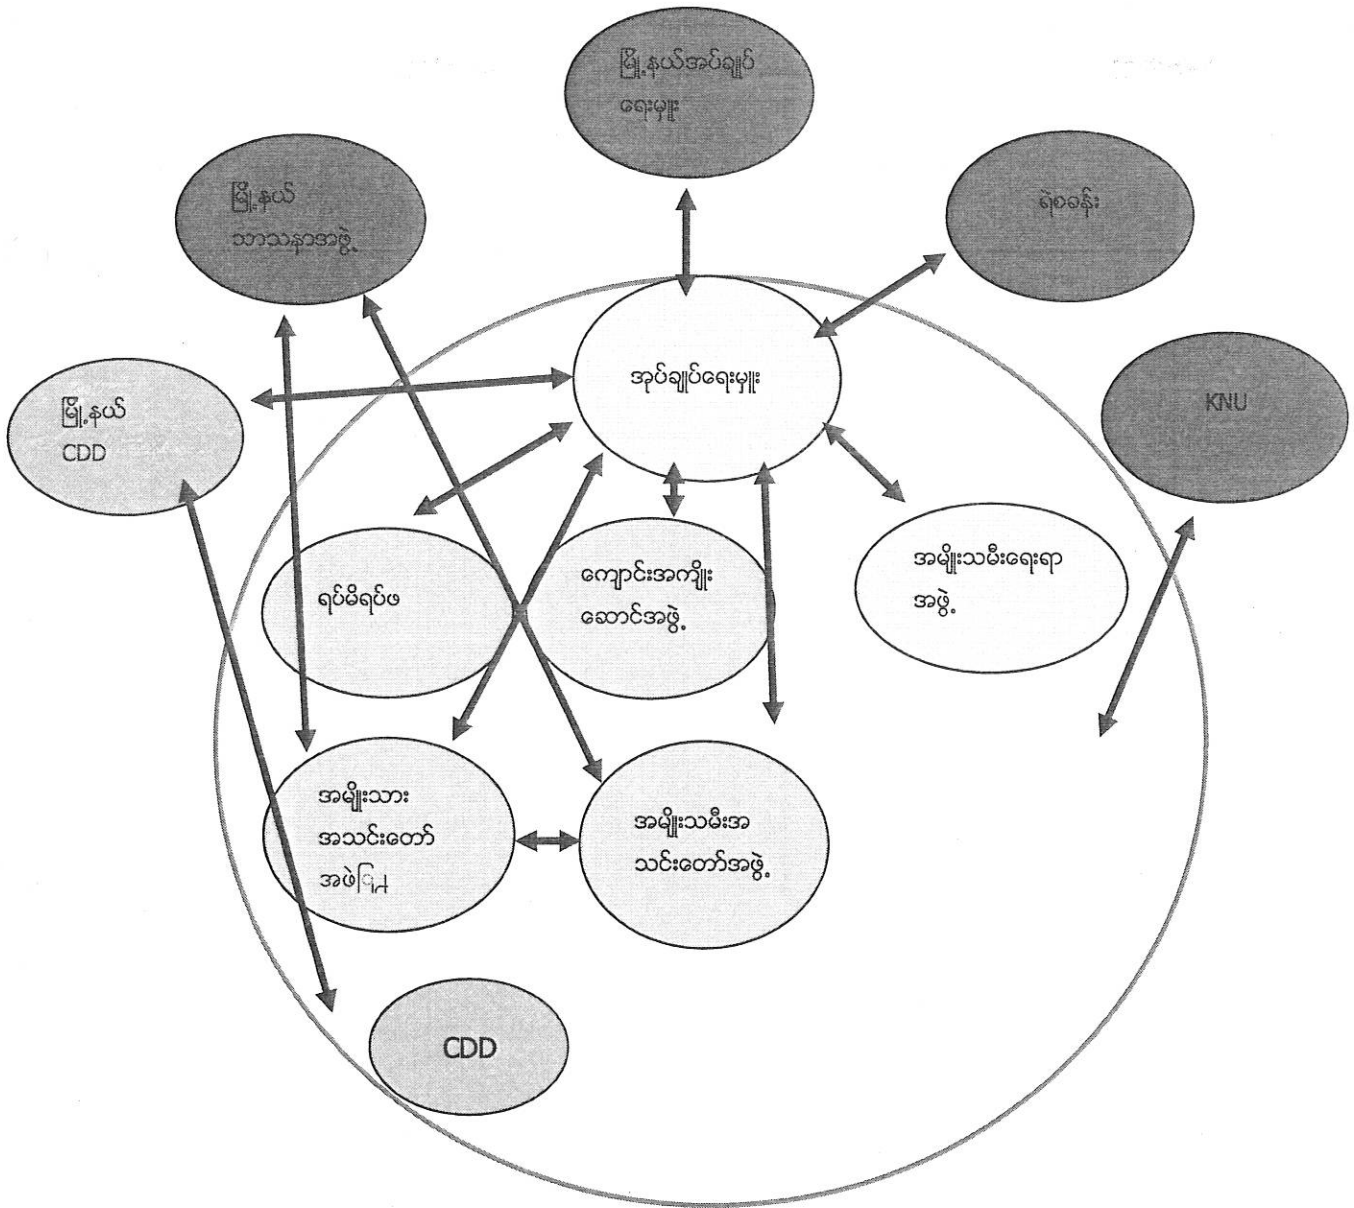 မြို့နယ်အပ်ချုပ်
ရေးမှူး
မြို့နယ်
သာသနာအဖွဲ့
ရဲစခန်း
မြို့နယ်
CDD
အုပ်ချုပ်ရေးမှူး
KNU
ရပ်မိရပ်ဖ
ကျောင်းအကျိုး
ဆောင်အဖွဲ့
အမျိုးသမီးရေးရာ
အဖွဲ့
အမျိုးသား
အသင်းတော်
အမျိုးသမီးအ
သင်းတော်အဖွဲ့
CDD